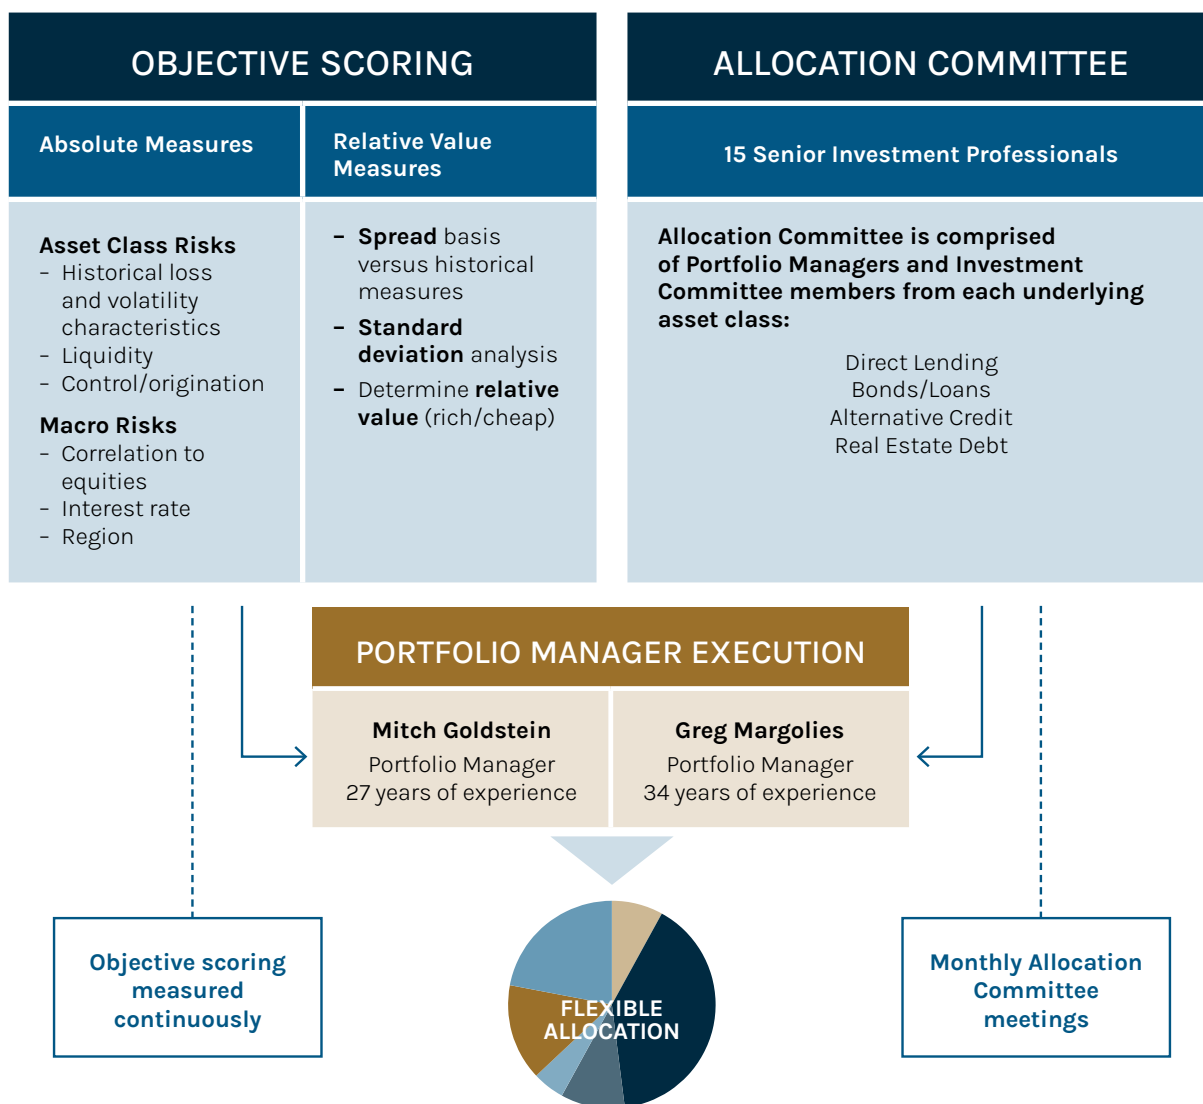 OBJECTIVE SCORING
Absolute Measures
Relative Value
Measures
Asset Class Risks
– Historical loss
and volatility
characteristics
– Liquidity
– Control/origination
Macro Risks
– Correlation to
equities
– Interest rate
– Region
– Spread basis
versus historical
measures
– Standard
deviation analysis
– Determine relative
value (rich/cheap)
ALLOCATION COMMITTEE
15 Senior Investment Professionals
Allocation Committee is comprised
of Portfolio Managers and Investment
Committee members from each underlying
asset class:
Direct Lending
Bonds/Loans
Alternative Credit
Real Estate Debt
PORTFOLIO MANAGER EXECUTION
Mitch Goldstein
Portfolio Manager
27 years of experience
Greg Margolies
Portfolio Manager
34 years of experience
Objective scoring
measured
continuously
FLEXIBLE
ALLOCATION
Monthly Allocation
Committee
meetings